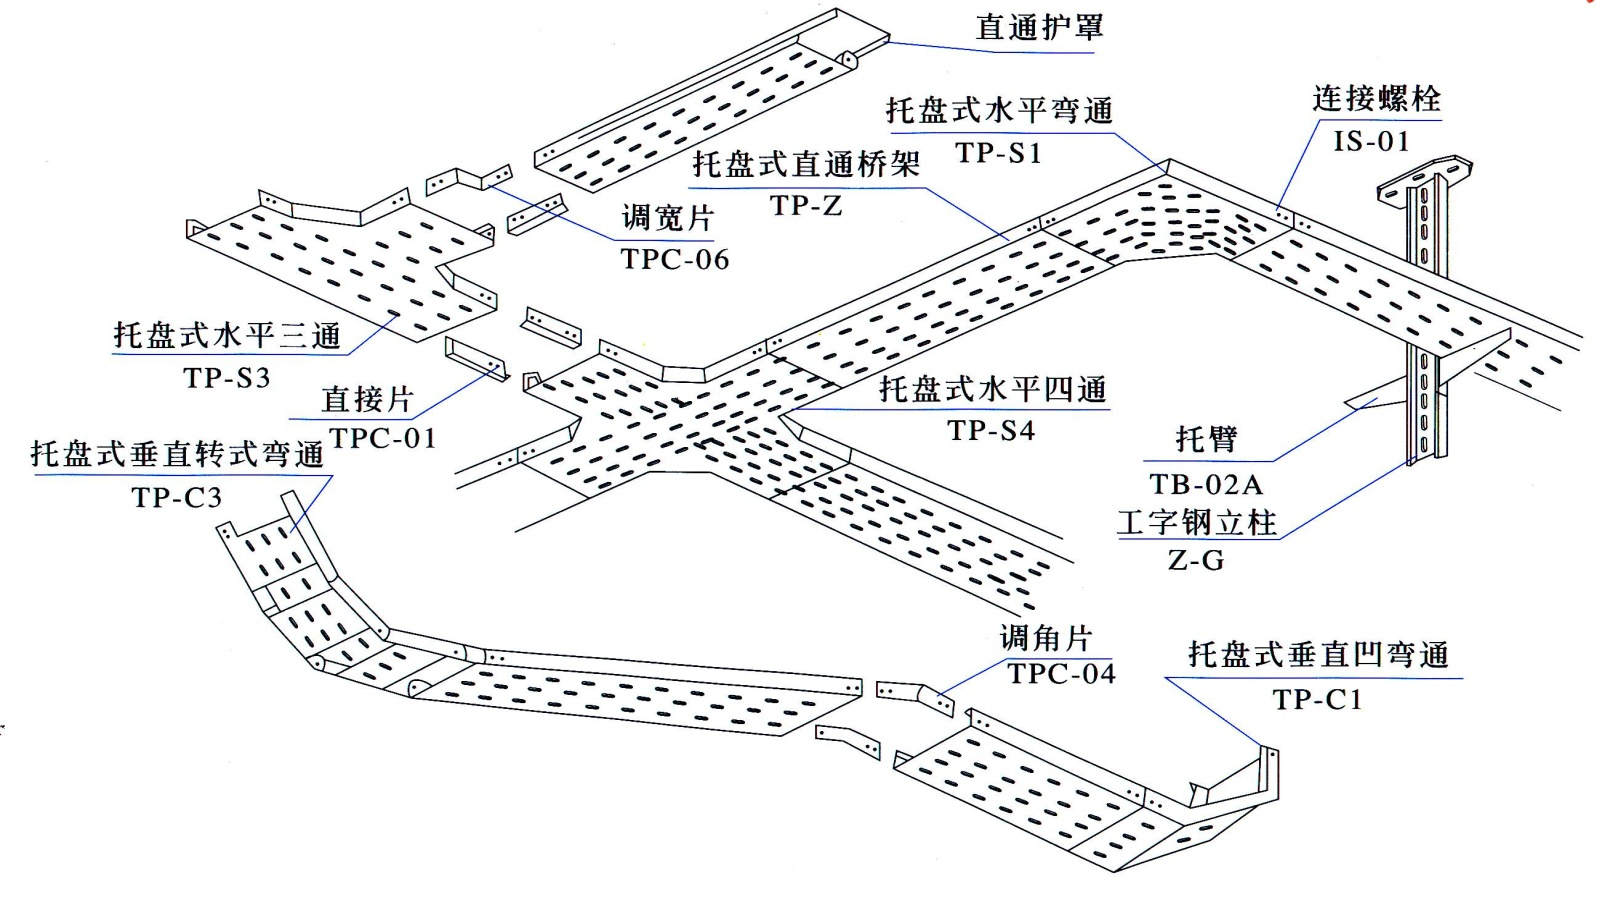 直通护罩
连接螺栓
IS-01
托盘式水平弯通
TP-S1
托盘式直通桥架
TP-Z
调宽片
TPC-06
托盘式水平三通
TP-S3
直接片
TPC-01
托盘式水平四通
TP-S4
托臂
TB-02A
工字钢立柱
Z-G
托盘式垂直转式弯通
TP-C3
调角片
TPC-04
托盘式垂直凹弯通
TP-C1